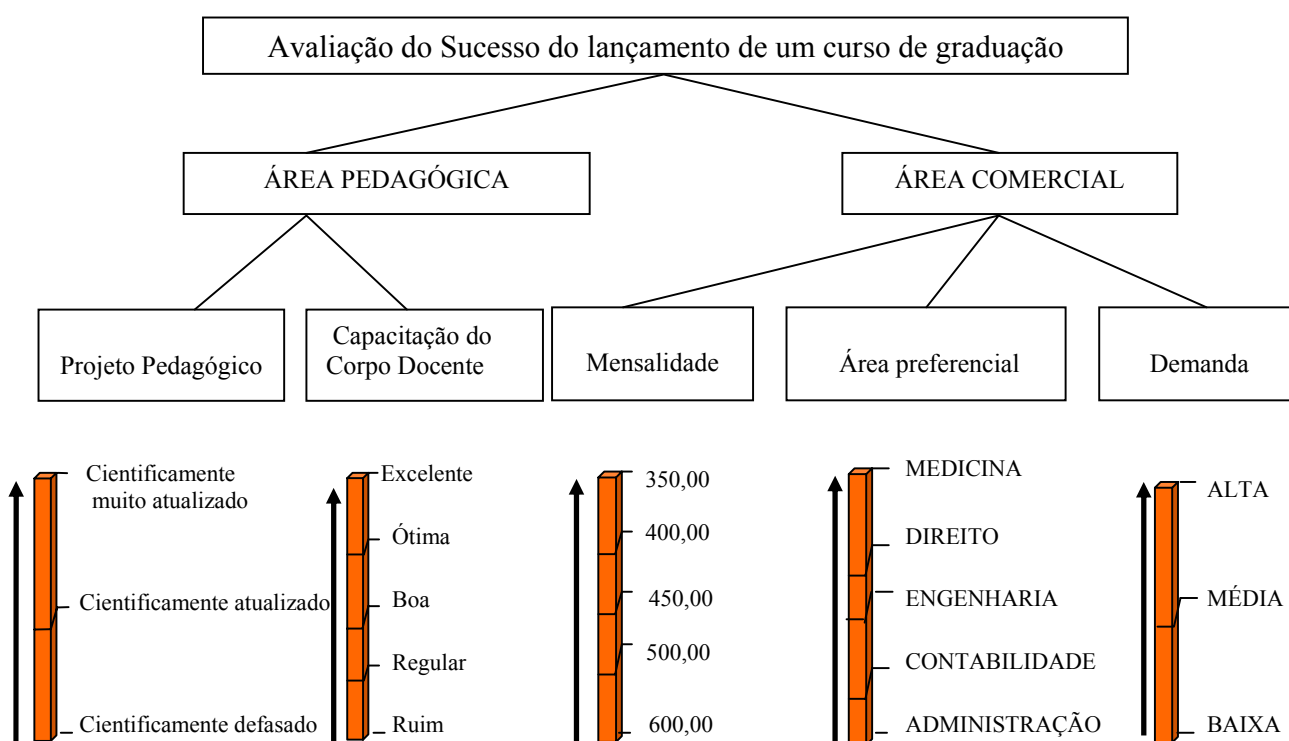 Avaliação do Sucesso do lançamento de um curso de graduação
ÁREA PEDAGÓGICA
ÁREA COMERCIAL
Projeto Pedagógico
Capacitação do
Corpo Docente
Mensalidade
Área preferencial
Demanda
Cientificamente
muito atualizado
Cientificamente atualizado
Cientificamente defasado
Excelente
Ótima
Boa
Regular
Ruim
350,00
400,00
450,00
500,00
600,00
MEDICINA
DIREITO
ENGENHARIA
CONTABILIDADE
ADMINISTRAÇÃO
ALTA
MÉDIA
BAIXA